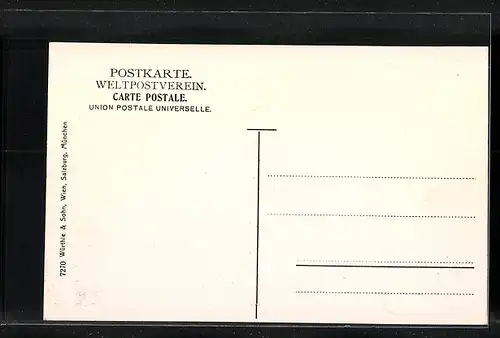 POSTKARTE.
WELTPOSTVEREIN.
CARTE POSTALE.
UNION POSTALE UNIVERSELLE.
7270 Würthle & Sohn, Wien, Salzburg, München